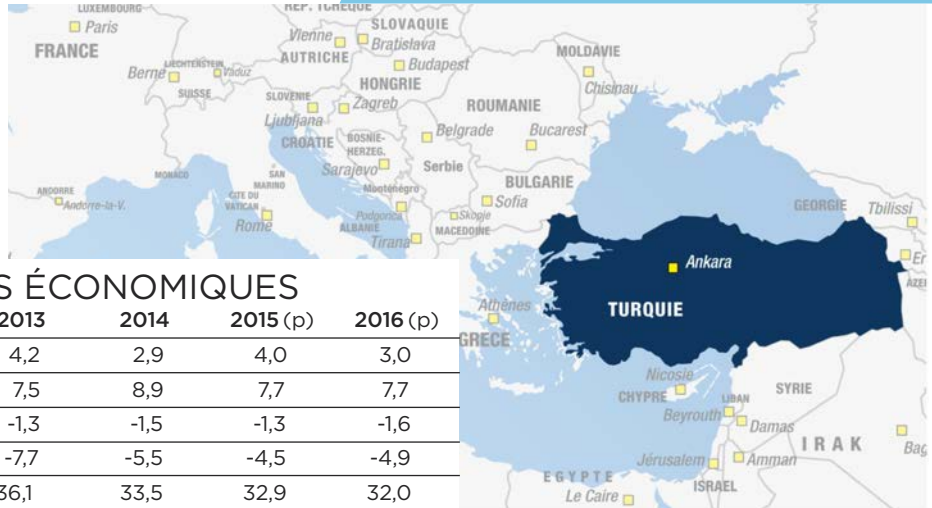 LUXEMBOURG
RÉP. TCHÈQUE
Paris
FRANCE
SLOVAQUIE
Vienne
Bratislava
AUTRICHE
MOLDAVIE
LIECHTENSTEIN
Berne
Vaduz
SUISSE
Budapest
HONGRIE
Chisinau
SLOVENIE
Zagreb
ROUMANIE
Ljubljana
CROATIE
Belgrade
Bucarest
BOSNIE-
HERZEG.
Sarajevo
Serbie
MONACO
SAN
MARINO
BULGARIE
ANDORRE
Andorre-la-V.
CITE DU
VATICAN
Rome
Monténégro
Podgorica
Sofia
Skopje
MACEDOINE
ALBANIE
Tirana
GEORGIE
Tbilissi
Er
AZE
Ankara
TURQUIE
Athènes
GRECE
Nicosie
CHYPRE
LIBAN
SYRIE
Beyrouth
Damas
IRAK
Bag
Jérusalem
Amman
ISRAEL
EGYPTE
Le Caire
S ÉCONOMIQUES
2013 2014 2015 (p) 2016 (p)
4,2 2,9 4,0 3,0
7,5 8,9 7,7 7,7
-1,3 -1,5 -1,3 -1,6
-7,7 -5,5 -4,5 -4,9
36,1 33,5 32,9 32,0